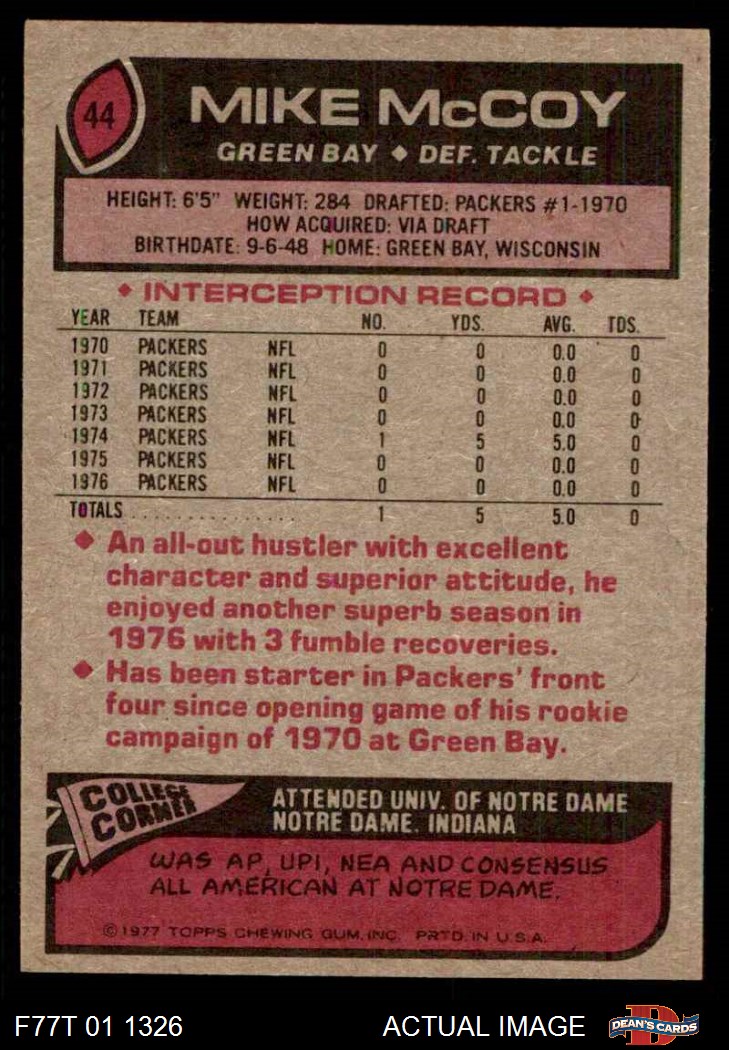 44
MIKE McCOY
GREEN BAY ◆ DEF. TACKLE
HEIGHT: 6'5" WEIGHT: 284 DRAFTED: PACKERS #1-1970
HOW ACQUIRED: VIA DRAFT
BIRTHDATE: 9-6-48 HOME: GREEN BAY, WISCONSIN
◆ INTERCEPTION RECORD ◆
YEAR TEAM NO. YDS. AVG. TDS.
1970 PACKERS NFL 0 0 0.0 0
1971 PACKERS NFL 0 0 0.0 0
1972 PACKERS NFL 0 0 0.0 0
1973 PACKERS NFL 0 0 0.0 0
1974 PACKERS NFL 1 5 5.0 0
1975 PACKERS NFL 0 0 0.0 0
1976 PACKERS NFL 0 0 0.0 0
TOTALS . . . . . . . . . . . . . . . . 1 5 5.0 0
◆ An all-out hustler with excellent
character and superior attitude, he
enjoyed another superb season in
1976 with 3 fumble recoveries.
◆ Has been starter in Packers' front
four since opening game of his rookie
campaign of 1970 at Green Bay.
COLLEGE
CORNER
ATTENDED UNIV. OF NOTRE DAME
NOTRE DAME, INDIANA
WAS AP, UPI, NEA AND CONSENSUS
ALL AMERICAN AT NOTRE DAME.
©1977 TOPPS CHEWING GUM, INC. PRTD. IN U.S.A.
F77T 01 1326 ACTUAL IMAGE D DEAN'S CARDS